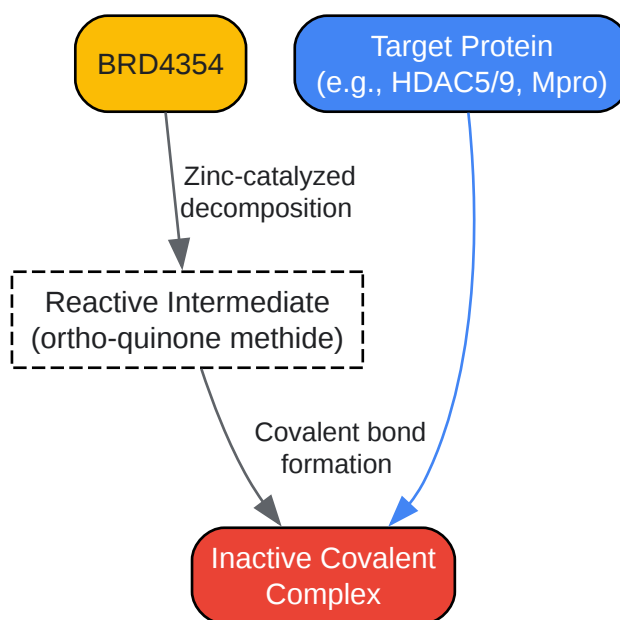 BRD4354
Target Protein
(e.g., HDAC5/9, Mpro)
Zinc-catalyzed
decomposition
Reactive Intermediate
(ortho-quinone methide)
Covalent bond
formation
Inactive Covalent
Complex